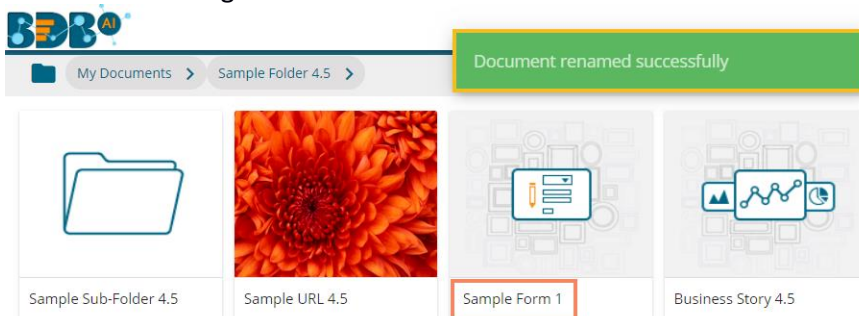 BDB AI
Document renamed successfully
My Documents > Sample Folder 4.5 >
Sample Sub-Folder 4.5
Sample URL 4.5
Sample Form 1
Business Story 4.5